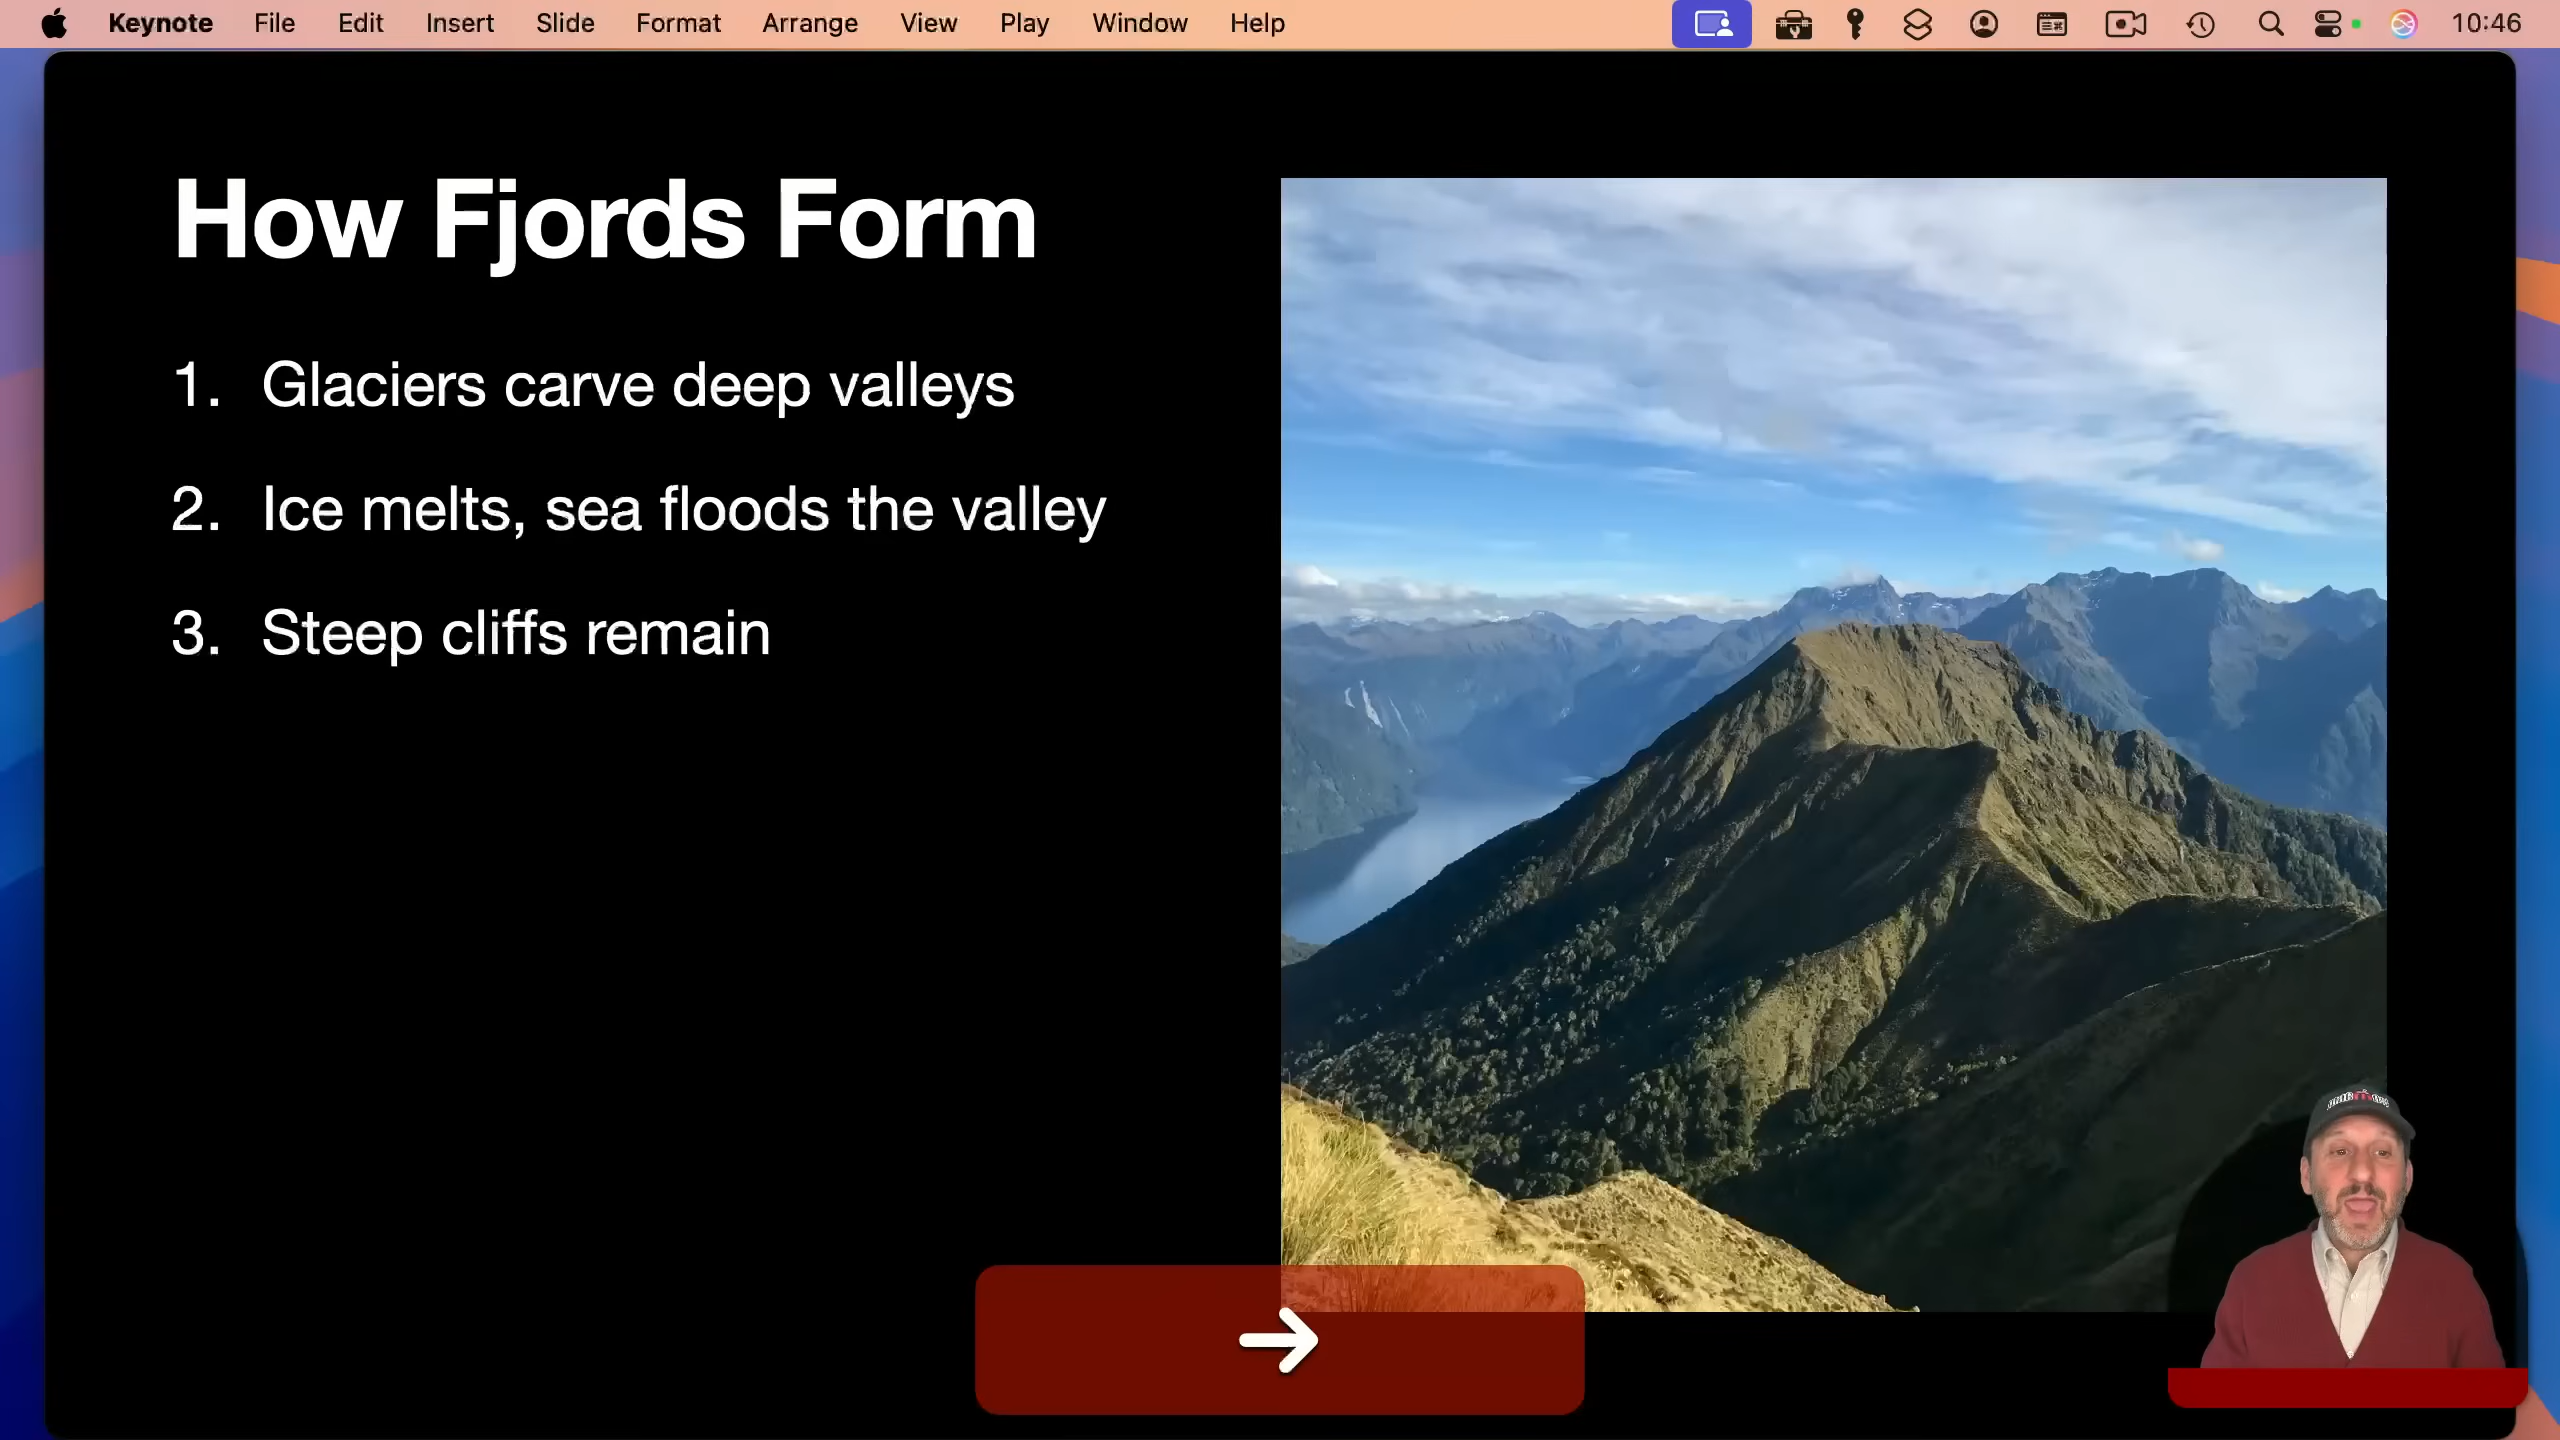 Keynote File Edit Insert Slide Format Arrange View Play Window Help 10:46
How Fjords Form
1. Glaciers carve deep valleys
2. Ice melts, sea floods the valley
3. Steep cliffs remain